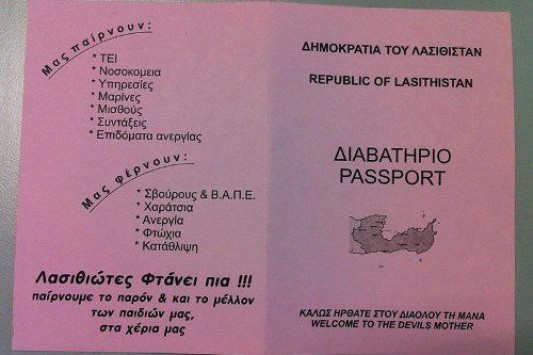 Μας παίρνουν:
* ΤΕΙ
* Νοσοκομεια
* Υπηρεσίες
* Μαρίνες
* Μισθούς
* Συντάξεις
* Επιδόματα ανεργίας
Μας φέρνουν:
* Σβούρους & Β.Α.Π.Ε.
* Χαράτσια
* Ανεργία
* Φτώχια
* Κατάθλιψη
Λασιθιώτες Φτάνει πια !!!
παίρνουμε το παρόν & και το μέλλον
των παιδιών μας,
στα χέρια μας
ΔΗΜΟΚΡΑΤΙΑ ΤΟΥ ΛΑΣΙΘΙΣΤΑΝ
REPUBLIC OF LASITHISTAN
ΔΙΑΒΑΤΗΡΙΟ
PASSPORT
ΚΑΛΩΣ ΗΡΘΑΤΕ ΣΤΟΥ ΔΙΑΟΛΟΥ ΤΗ ΜΑΝΑ
WELCOME TO THE DEVILS MOTHER